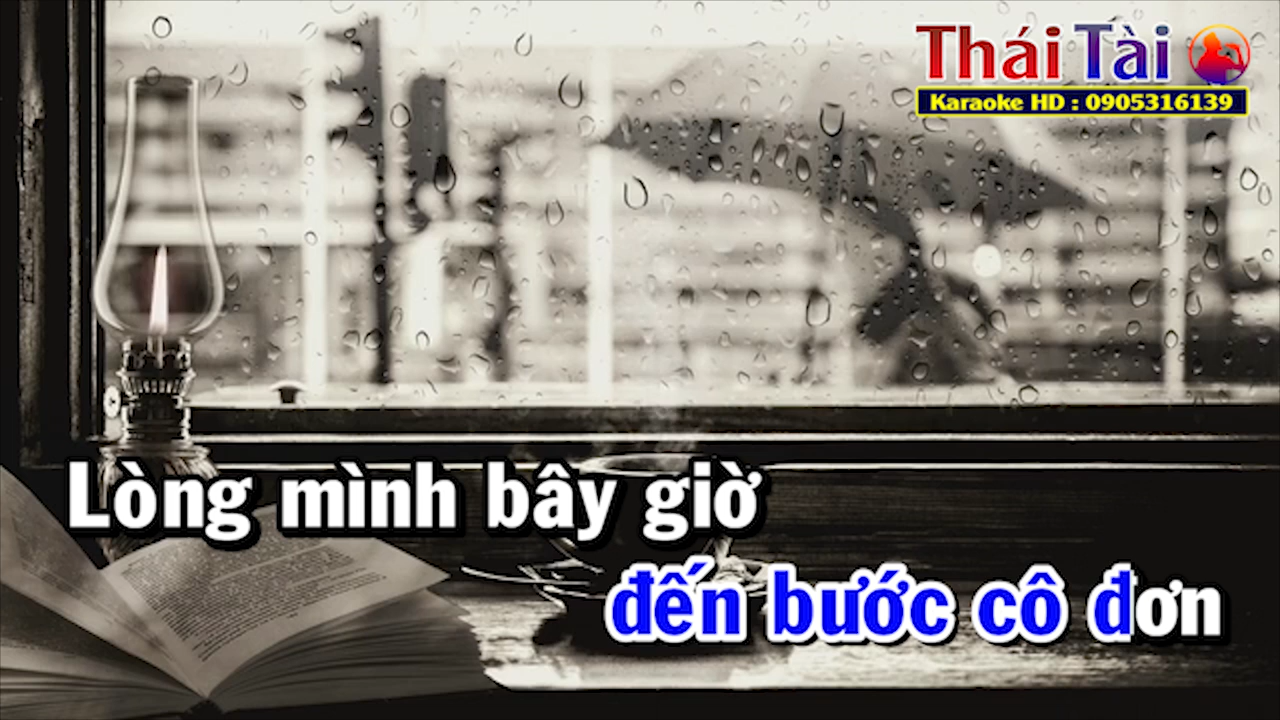 Thái Tài
Karaoke HD : 0905316139
Lòng mình bây giờ
đến bước cô đơn